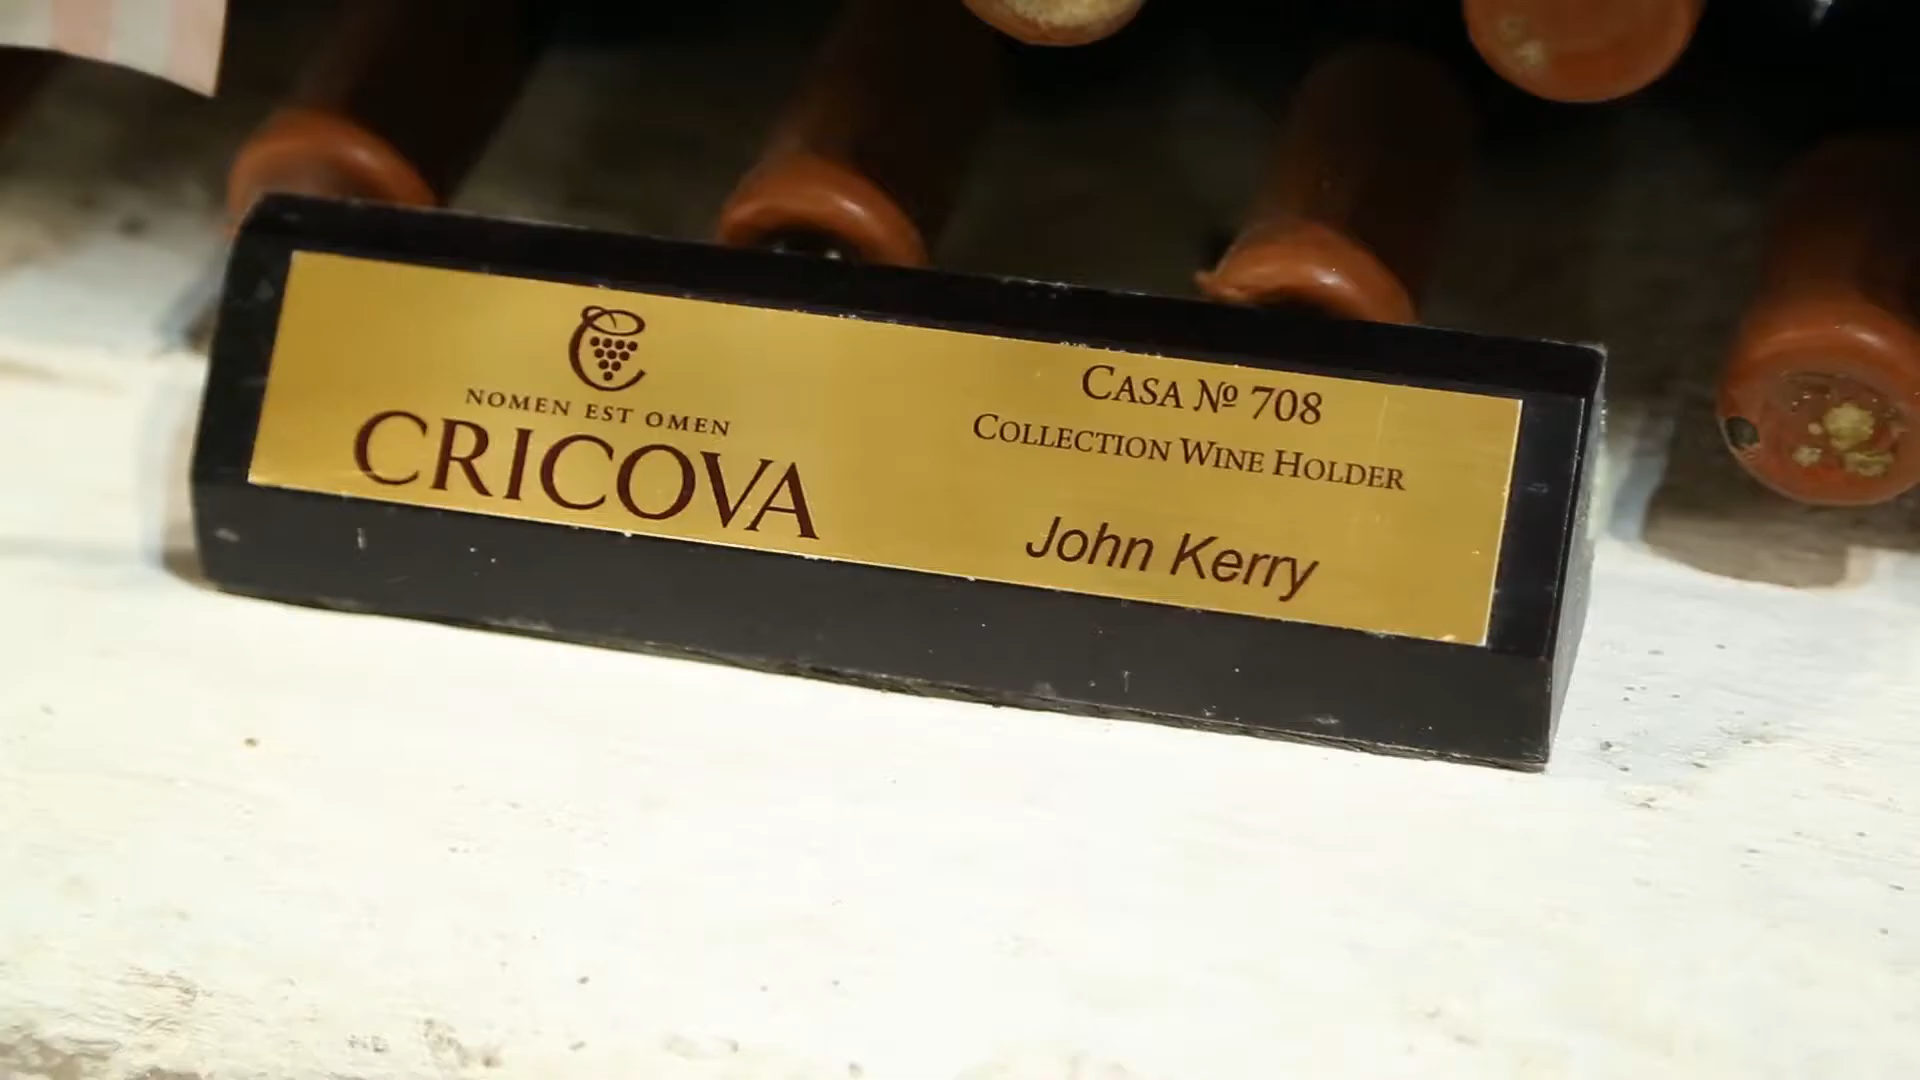 NOMEN EST OMEN
CRICOVA
CASA № 708
COLLECTION WINE HOLDER
John Kerry